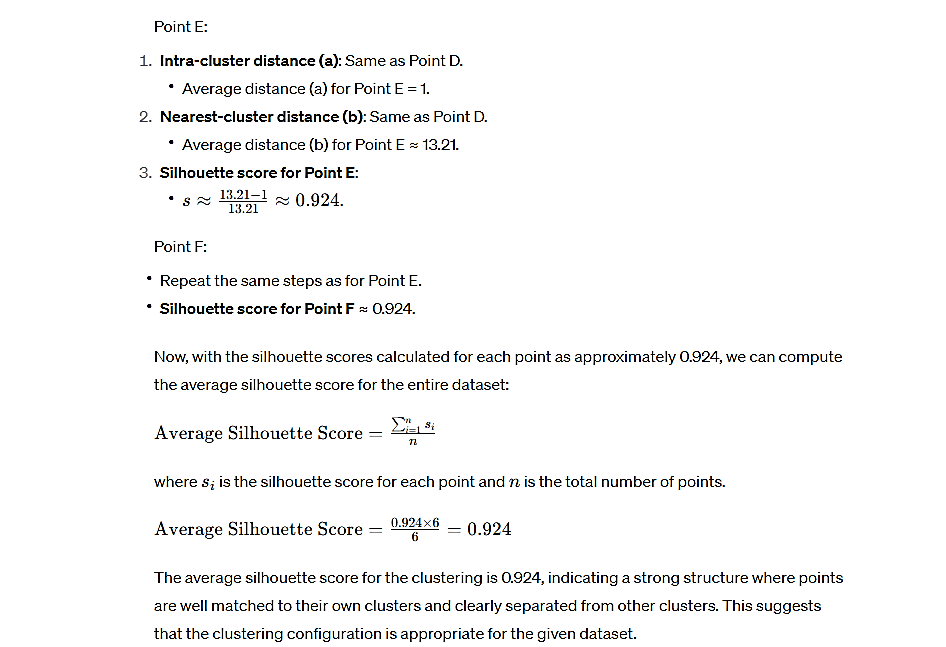 Point E:
1. Intra-cluster distance (a): Same as Point D.
• Average distance (a) for Point E = 1.
2. Nearest-cluster distance (b): Same as Point D.
• Average distance (b) for Point E ≈ 13.21.
3. Silhouette score for Point E:
• s ≈ \frac{13.21−1}{13.21} ≈ 0.924.
Point F:
• Repeat the same steps as for Point E.
• Silhouette score for Point F ≈ 0.924.
Now, with the silhouette scores calculated for each point as approximately 0.924, we can compute
the average silhouette score for the entire dataset:
Average Silhouette Score = \frac{\sum_{i=1}^{n} s_i}{n}
where s_i is the silhouette score for each point and n is the total number of points.
Average Silhouette Score = \frac{0.924×6}{6} = 0.924
The average silhouette score for the clustering is 0.924, indicating a strong structure where points
are well matched to their own clusters and clearly separated from other clusters. This suggests
that the clustering configuration is appropriate for the given dataset.